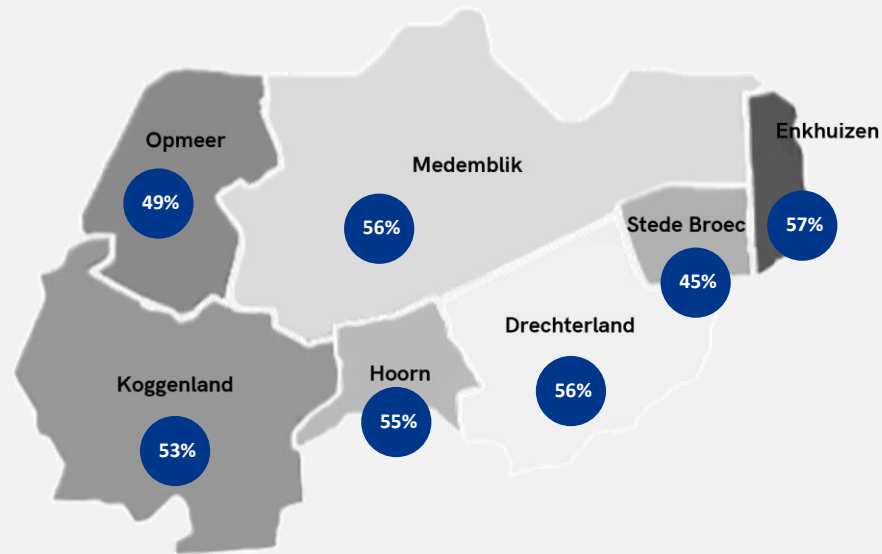 Opmeer
49%
Medemblik
56%
Enkhuizen
57%
Stede Broec
45%
Drechterland
56%
Hoorn
55%
Koggenland
53%